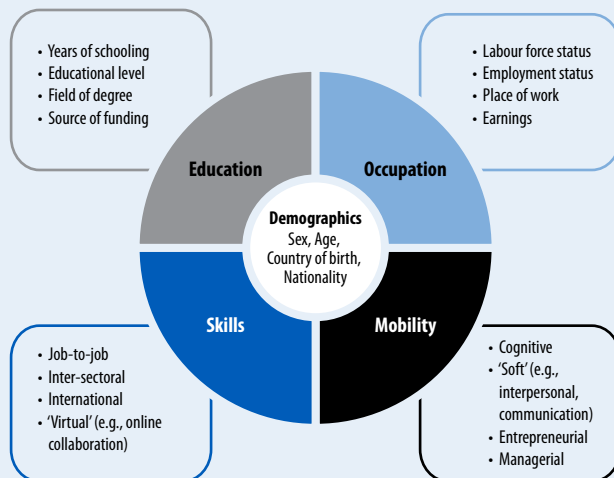 • Years of schooling
• Educational level
• Field of degree
• Source of funding
• Labour force status
• Employment status
• Place of work
• Earnings
Education
Occupation
Demographics
Sex, Age,
Country of birth,
Nationality
Skills
Mobility
• Job-to-job
• Inter-sectoral
• International
• ‘Virtual’ (e.g., online
collaboration)
• Cognitive
• ‘Soft’ (e.g.,
interpersonal,
communication)
• Entrepreneurial
• Managerial